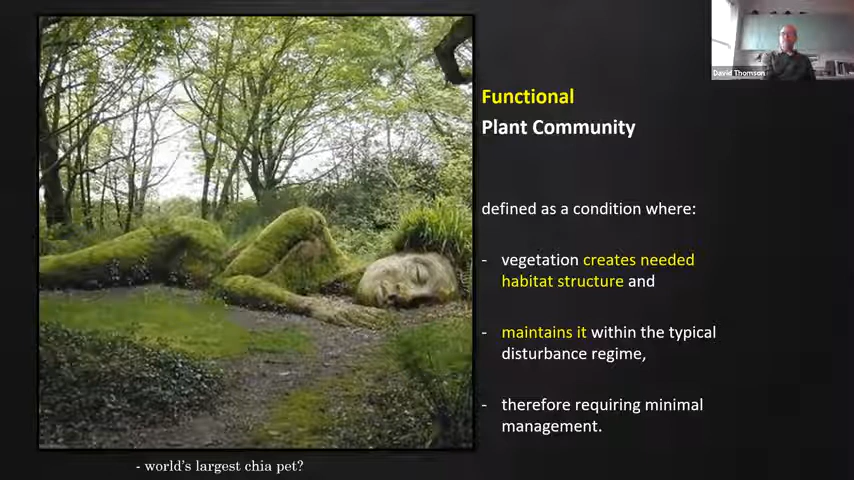 David Thomson
Functional
Plant Community
defined as a condition where:
- vegetation creates needed
habitat structure and
- maintains it within the typical
disturbance regime,
- therefore requiring minimal
management.
- world's largest chia pet?